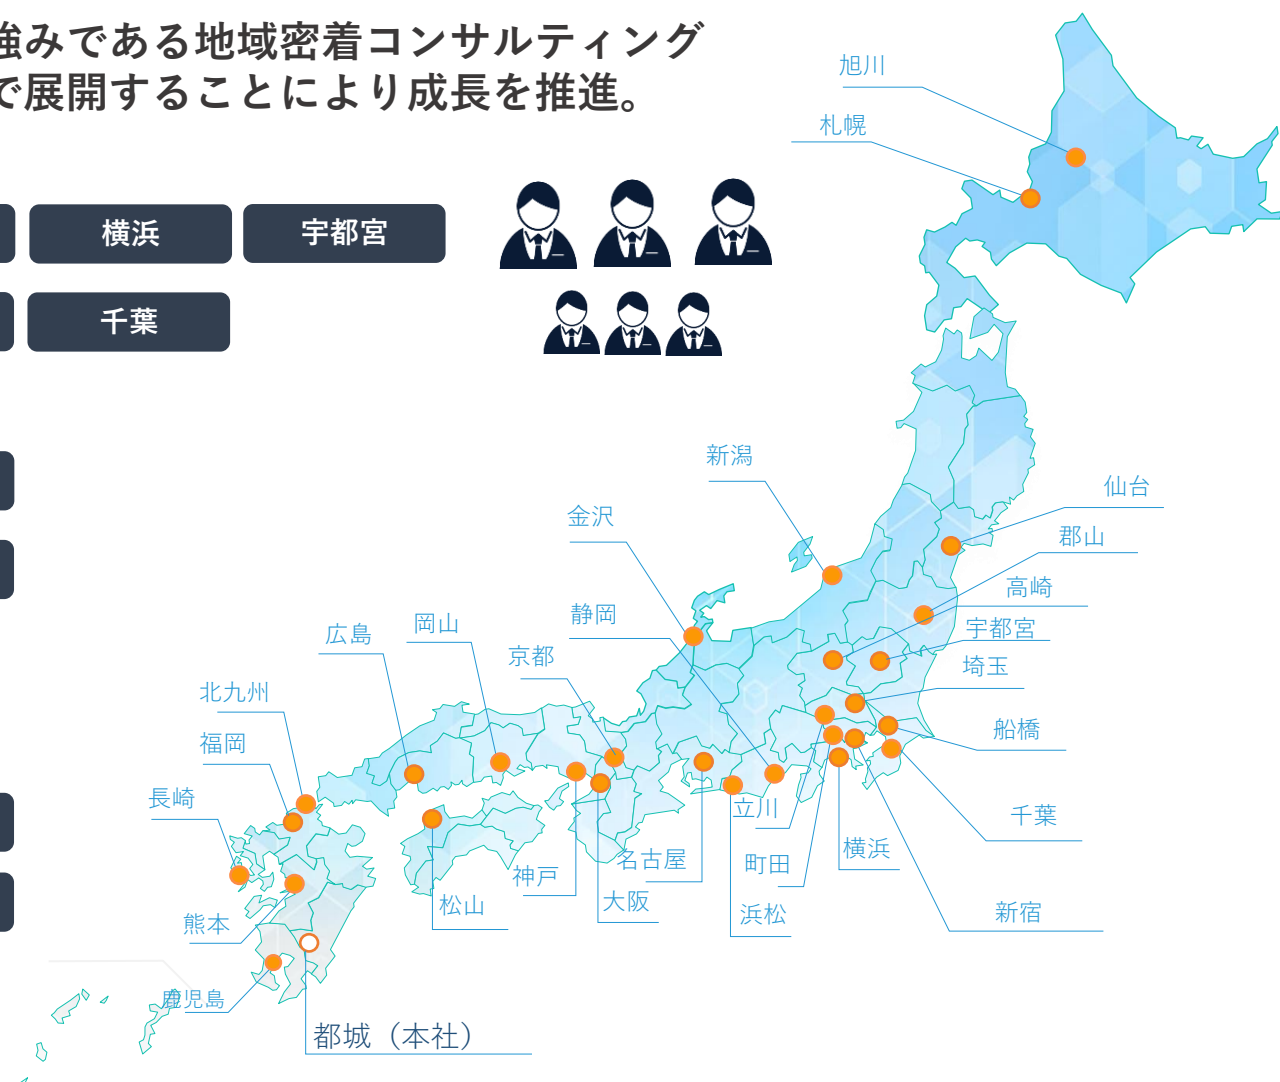 強みである地域密着コンサルティング
で展開することにより成長を推進。
横浜
宇都宮
千葉
旭川
札幌
新潟
仙台
金沢
郡山
高崎
静岡
岡山
広島
宇都宮
京都
埼玉
北九州
船橋
福岡
長崎
立川
千葉
横浜
名古屋
町田
神戸
大阪
松山
新宿
浜松
熊本
鹿児島
都城（本社）